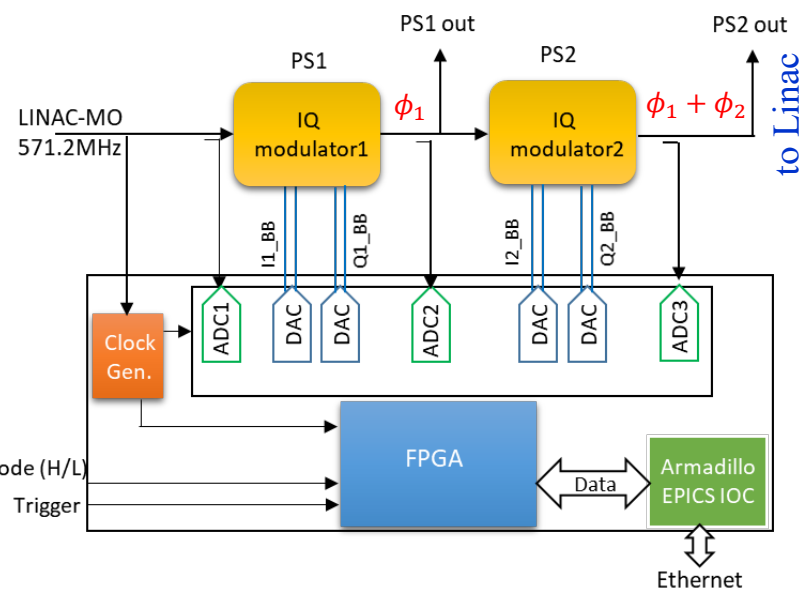 PS1 out
PS2 out
PS1
PS2
LINAC-MO
571.2MHz
IQ
modulator1
ϕ₁
IQ
modulator2
ϕ₁ + ϕ₂
to Linac
I1_BB
Q1_BB
I2_BB
Q2_BB
ADC1
DAC
DAC
ADC2
DAC
DAC
ADC3
Clock
Gen.
FPGA
ode (H/L)
Trigger
Data
Armadillo
EPICS IOC
Ethernet